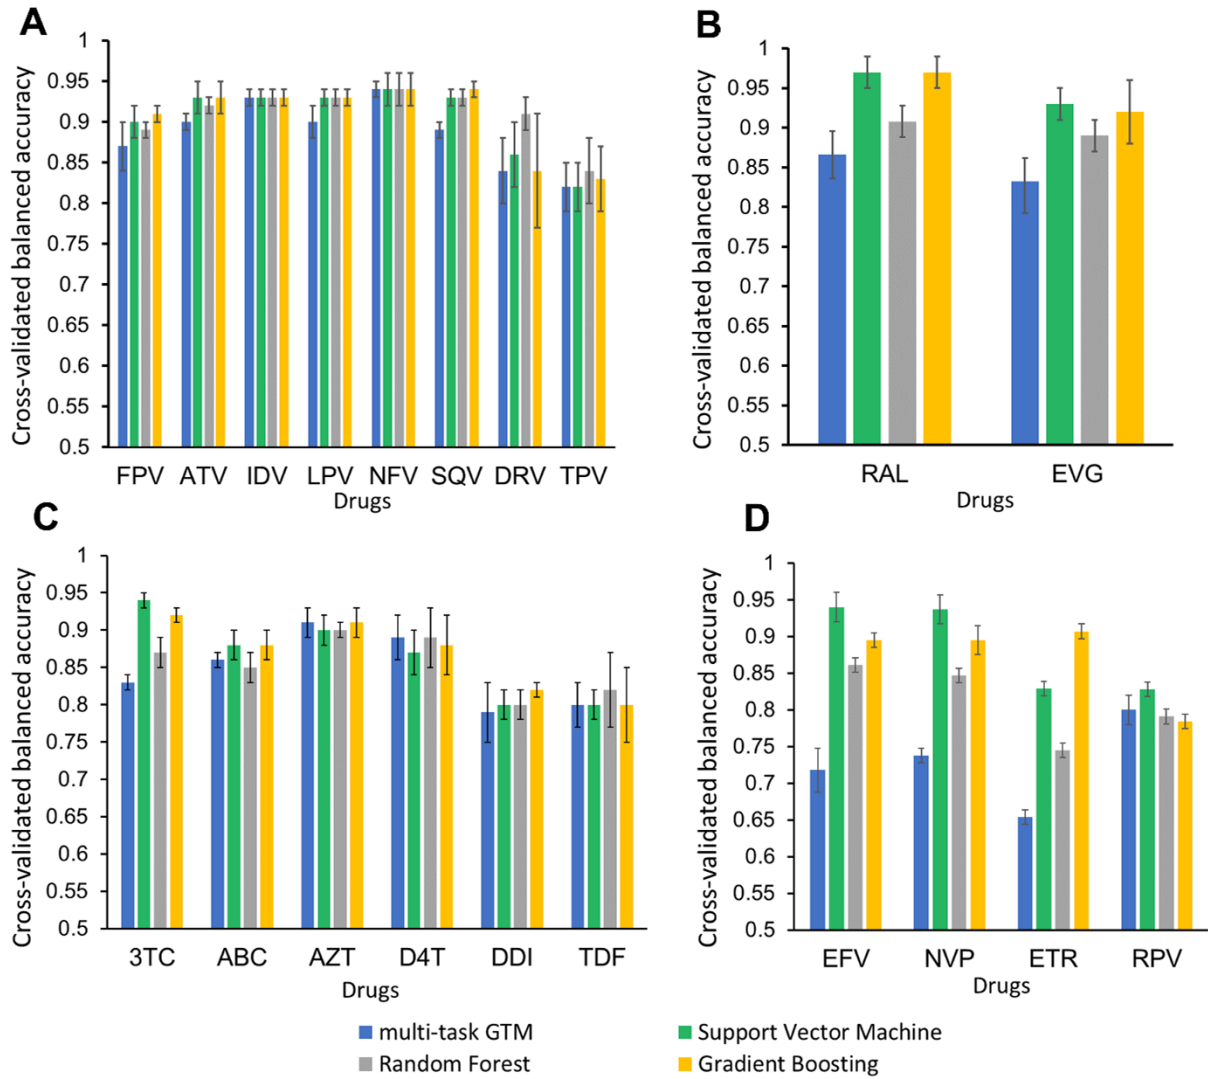 A
Cross-validated balanced accuracy
1
0.95
0.9
0.85
0.8
0.75
0.7
0.65
0.6
0.55
0.5
FPV ATV IDV LPV NFV SQV DRV TPV
Drugs
B
Cross-validated balanced accuracy
1
0.95
0.9
0.85
0.8
0.75
0.7
0.65
0.6
0.55
0.5
RAL EVG
Drugs
C
Cross-validated balanced accuracy
1
0.95
0.9
0.85
0.8
0.75
0.7
0.65
0.6
0.55
0.5
3TC ABC AZT D4T DDI TDF
Drugs
D
Cross-validated balanced accuracy
1
0.95
0.9
0.85
0.8
0.75
0.7
0.65
0.6
0.55
0.5
EFV NVP ETR RPV
Drugs
multi-task GTM
Support Vector Machine
Random Forest
Gradient Boosting